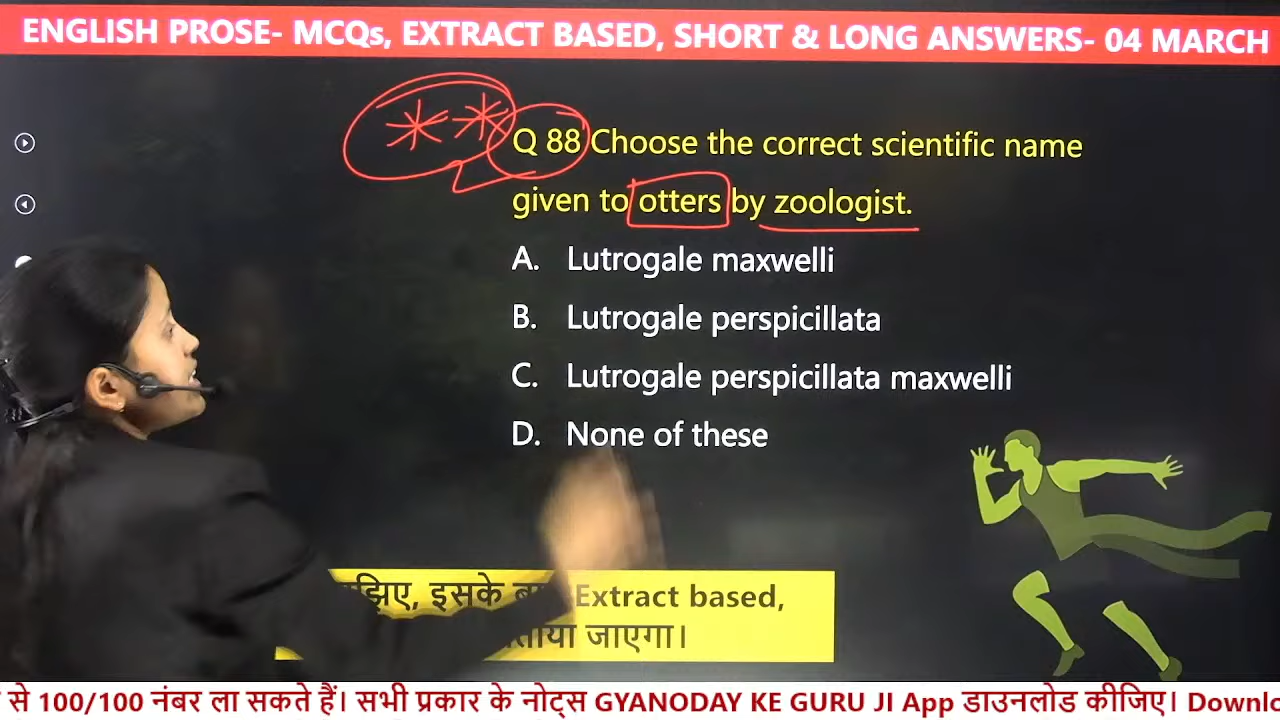 ENGLISH PROSE- MCQs, EXTRACT BASED, SHORT & LONG ANSWERS- 04 MARCH
Q 88 Choose the correct scientific name
given to otters by zoologist.
A. Lutrogale maxwelli
B. Lutrogale perspicillata
C. Lutrogale perspicillata maxwelli
D. None of these
इसके Extract based,
जाएगा।
से 100/100 नंबर ला सकते हैं। सभी प्रकार के नोट्स GYANODAY KE GURU JI App डाउनलोड कीजिए।